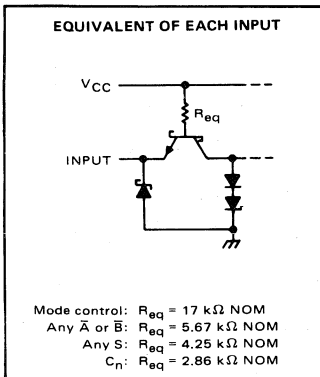 EQUIVALENT OF EACH INPUT
VCC
Req
INPUT
Mode control: Req = 17 kΩ NOM
Any A̅ or B̅: Req = 5.67 kΩ NOM
Any S: Req = 4.25 kΩ NOM
Cn: Req = 2.86 kΩ NOM